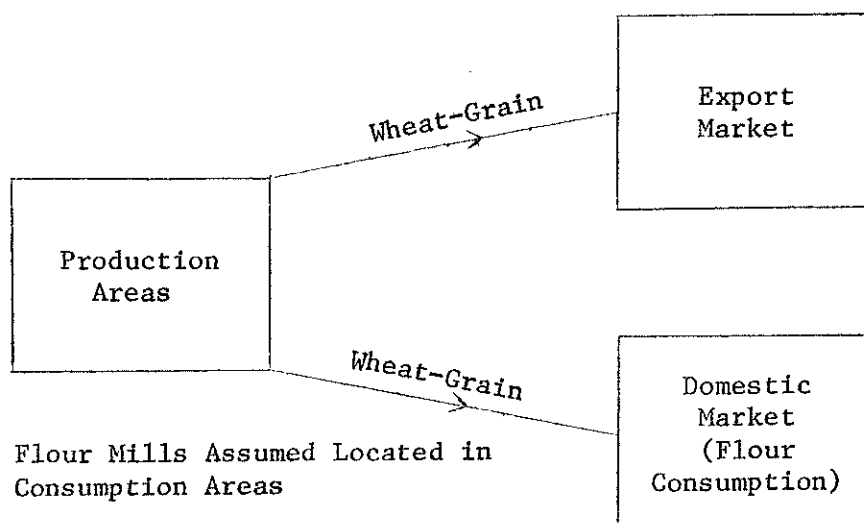 Wheat-Grain
Export
Market
Production
Areas
Wheat-Grain
Domestic
Market
(Flour
Consumption)
Flour Mills Assumed Located in
Consumption Areas